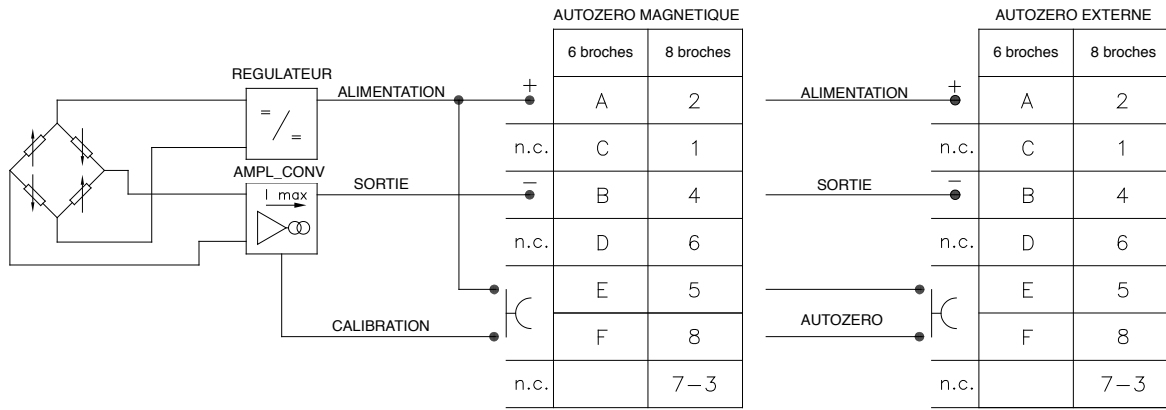 AUTOZERO MAGNETIQUE
AUTOZERO EXTERNE
6 broches 8 broches
6 broches 8 broches
RÉGULATEUR
ALIMENTATION + A 2
ALIMENTATION + A 2
= / =
n.c. C 1
n.c. C 1
AMPL_CONV
I max
SORTIE − B 4
SORTIE − B 4
n.c. D 6
n.c. D 6
E 5
E 5
CALIBRATION F 8
AUTOZERO F 8
n.c. 7−3
n.c. 7−3